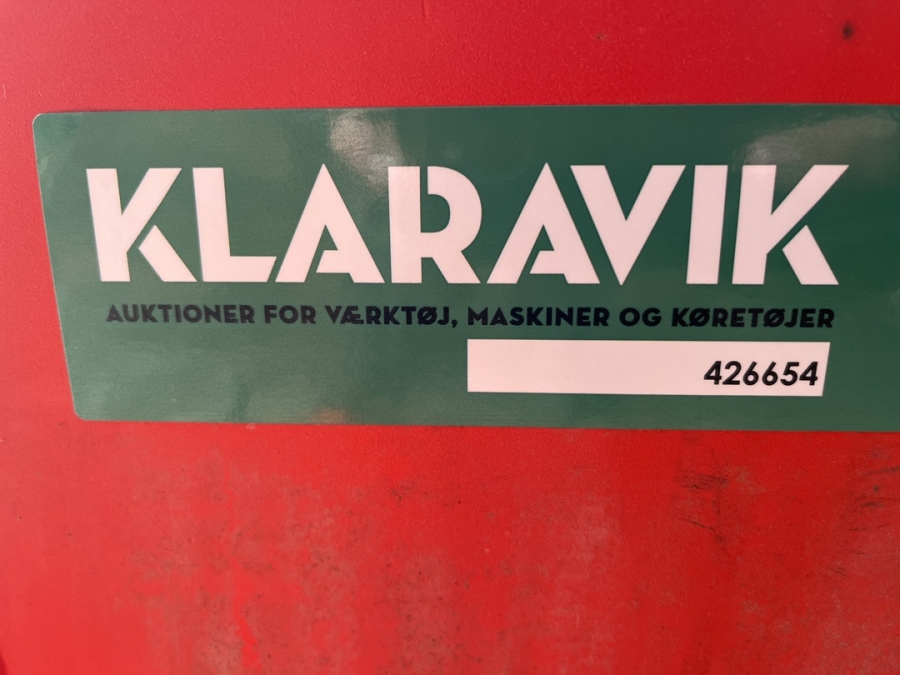 KLARAVIK
AUKTIONER FOR VÆRKTØJ, MASKINER OG KØRETØJER
426654